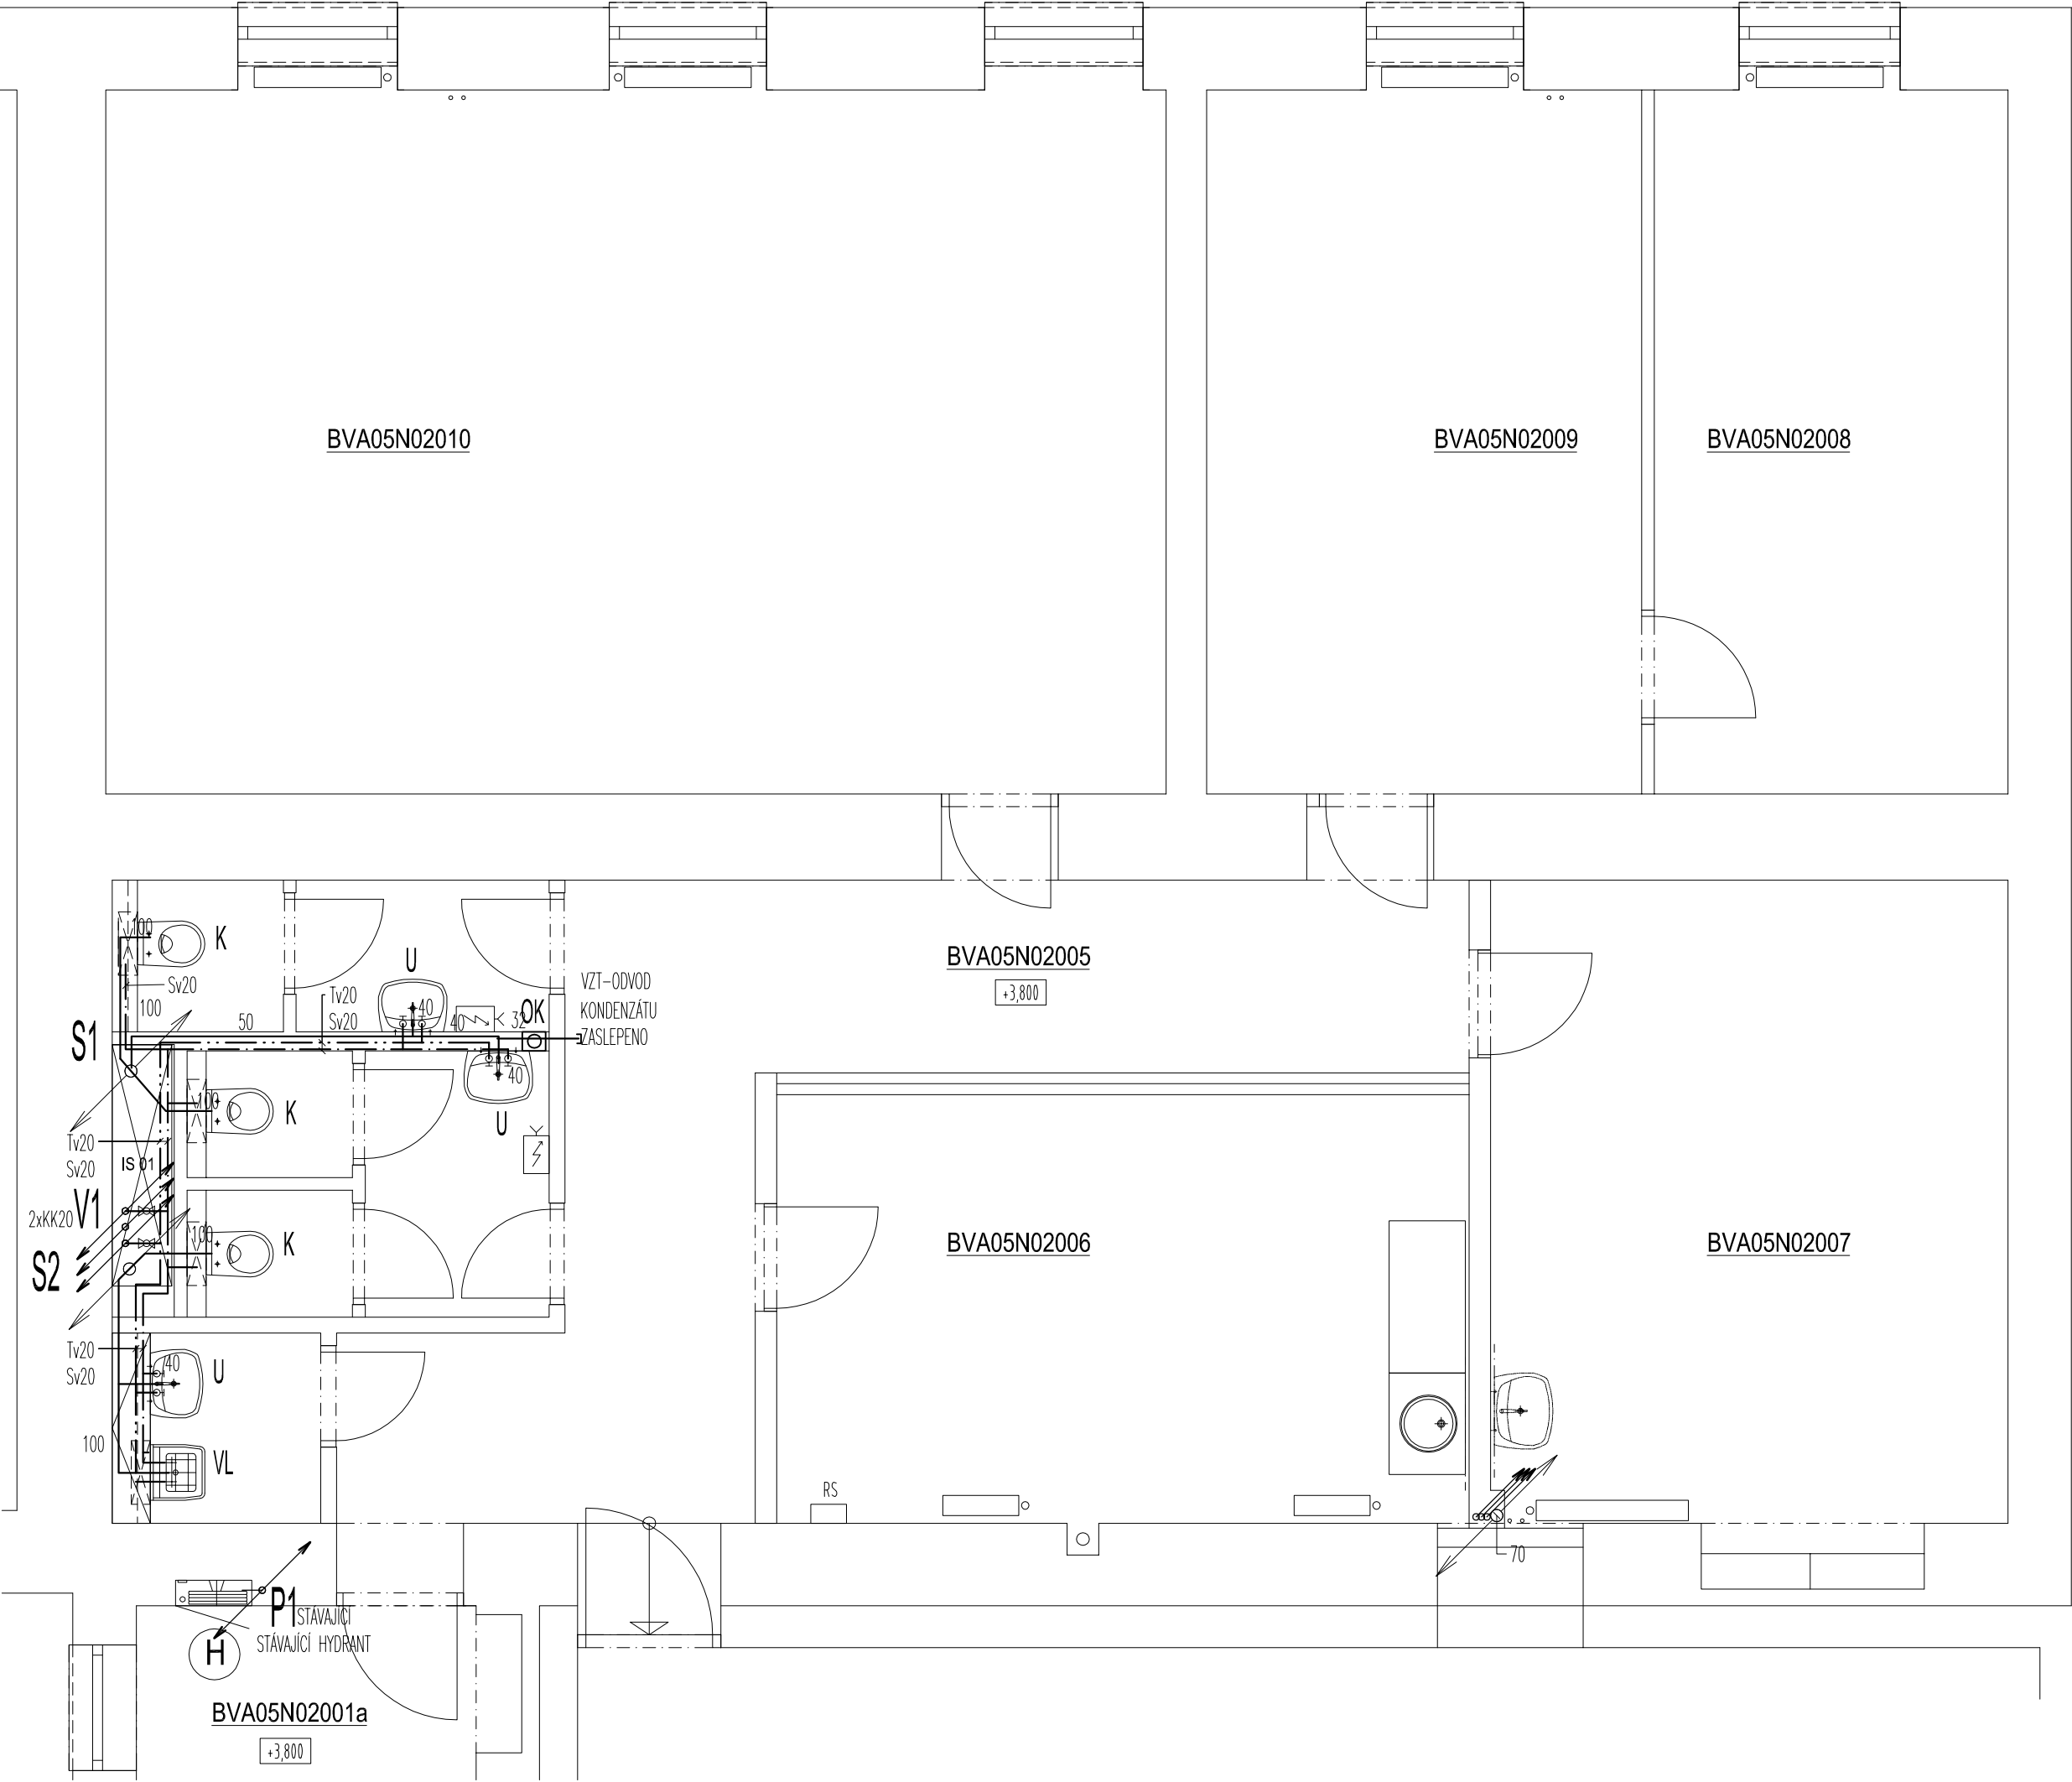 BVA05N02010
BVA05N02009
BVA05N02008
100
K
U
BVA05N02005
+3,800
VZT-ODVOD
KONDENZÁTU
ZASLEPENO
Sv20
100
50
Tv20
Sv20
40
40
32
OK
S1
40
U
100
K
Tv20
Sv20
IS 01
2xKK20
V1
S2
100
K
BVA05N02006
BVA05N02007
Tv20
Sv20
40
U
100
VL
RS
70
P1
STÁVAJÍCÍ
STÁVAJÍCÍ HYDRANT
H
BVA05N02001a
+3,800